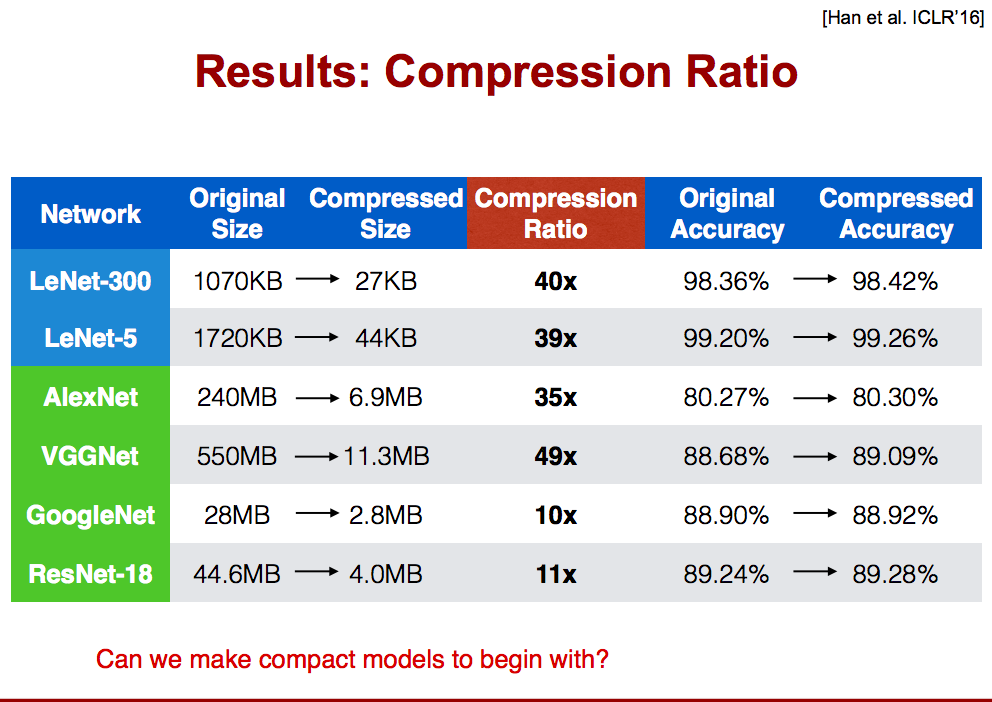 [Han et al. ICLR'16]
Results: Compression Ratio
Network Original Size Compressed Size Compression Ratio Original Accuracy Compressed Accuracy
LeNet-300 1070KB → 27KB 40x 98.36% → 98.42%
LeNet-5 1720KB → 44KB 39x 99.20% → 99.26%
AlexNet 240MB → 6.9MB 35x 80.27% → 80.30%
VGGNet 550MB → 11.3MB 49x 88.68% → 89.09%
GoogleNet 28MB → 2.8MB 10x 88.90% → 88.92%
ResNet-18 44.6MB → 4.0MB 11x 89.24% → 89.28%
Can we make compact models to begin with?